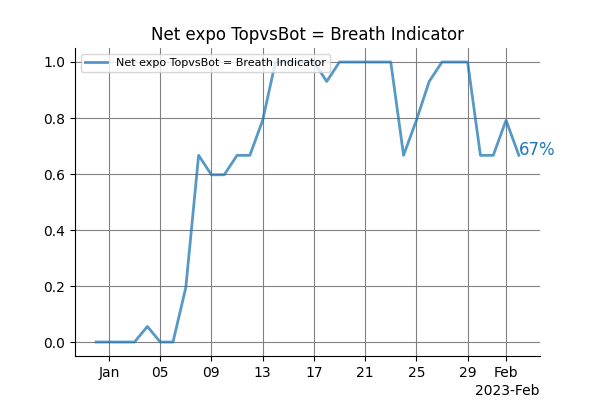 Net expo TopvsBot = Breath Indicator
Net expo TopvsBot = Breath Indicator
1.0
0.8
0.6
0.4
0.2
0.0
67%
Jan 05 09 13 17 21 25 29 Feb
2023-Feb